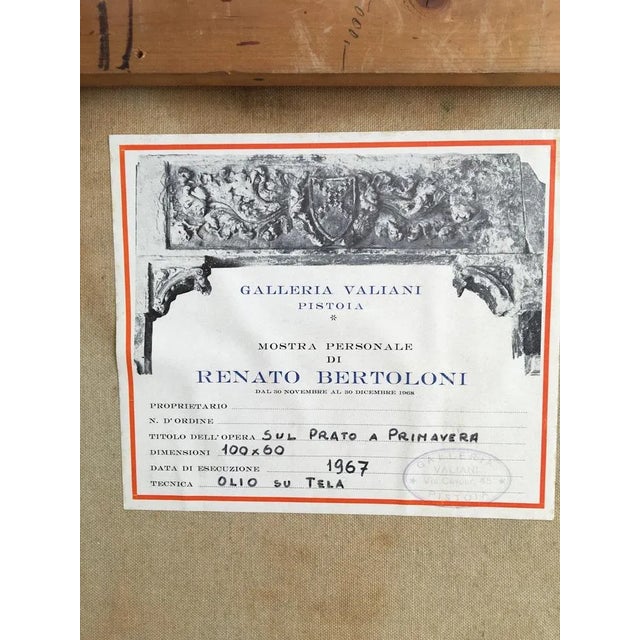 GALLERIA VALIANI
PISTOIA
*
MOSTRA PERSONALE
DI
RENATO BERTOLONI
DAL 30 NOVEMBRE AL 30 DICEMBRE 1968
PROPRIETARIO
N. D'ORDINE
TITOLO DELL'OPERA SUL PRATO A PRIMAVERA
DIMENSIONI 100x60
DATA DI ESECUZIONE 1967
TECNICA OLIO SU TELA
GALLERIA
VALIANI
PISTOIA